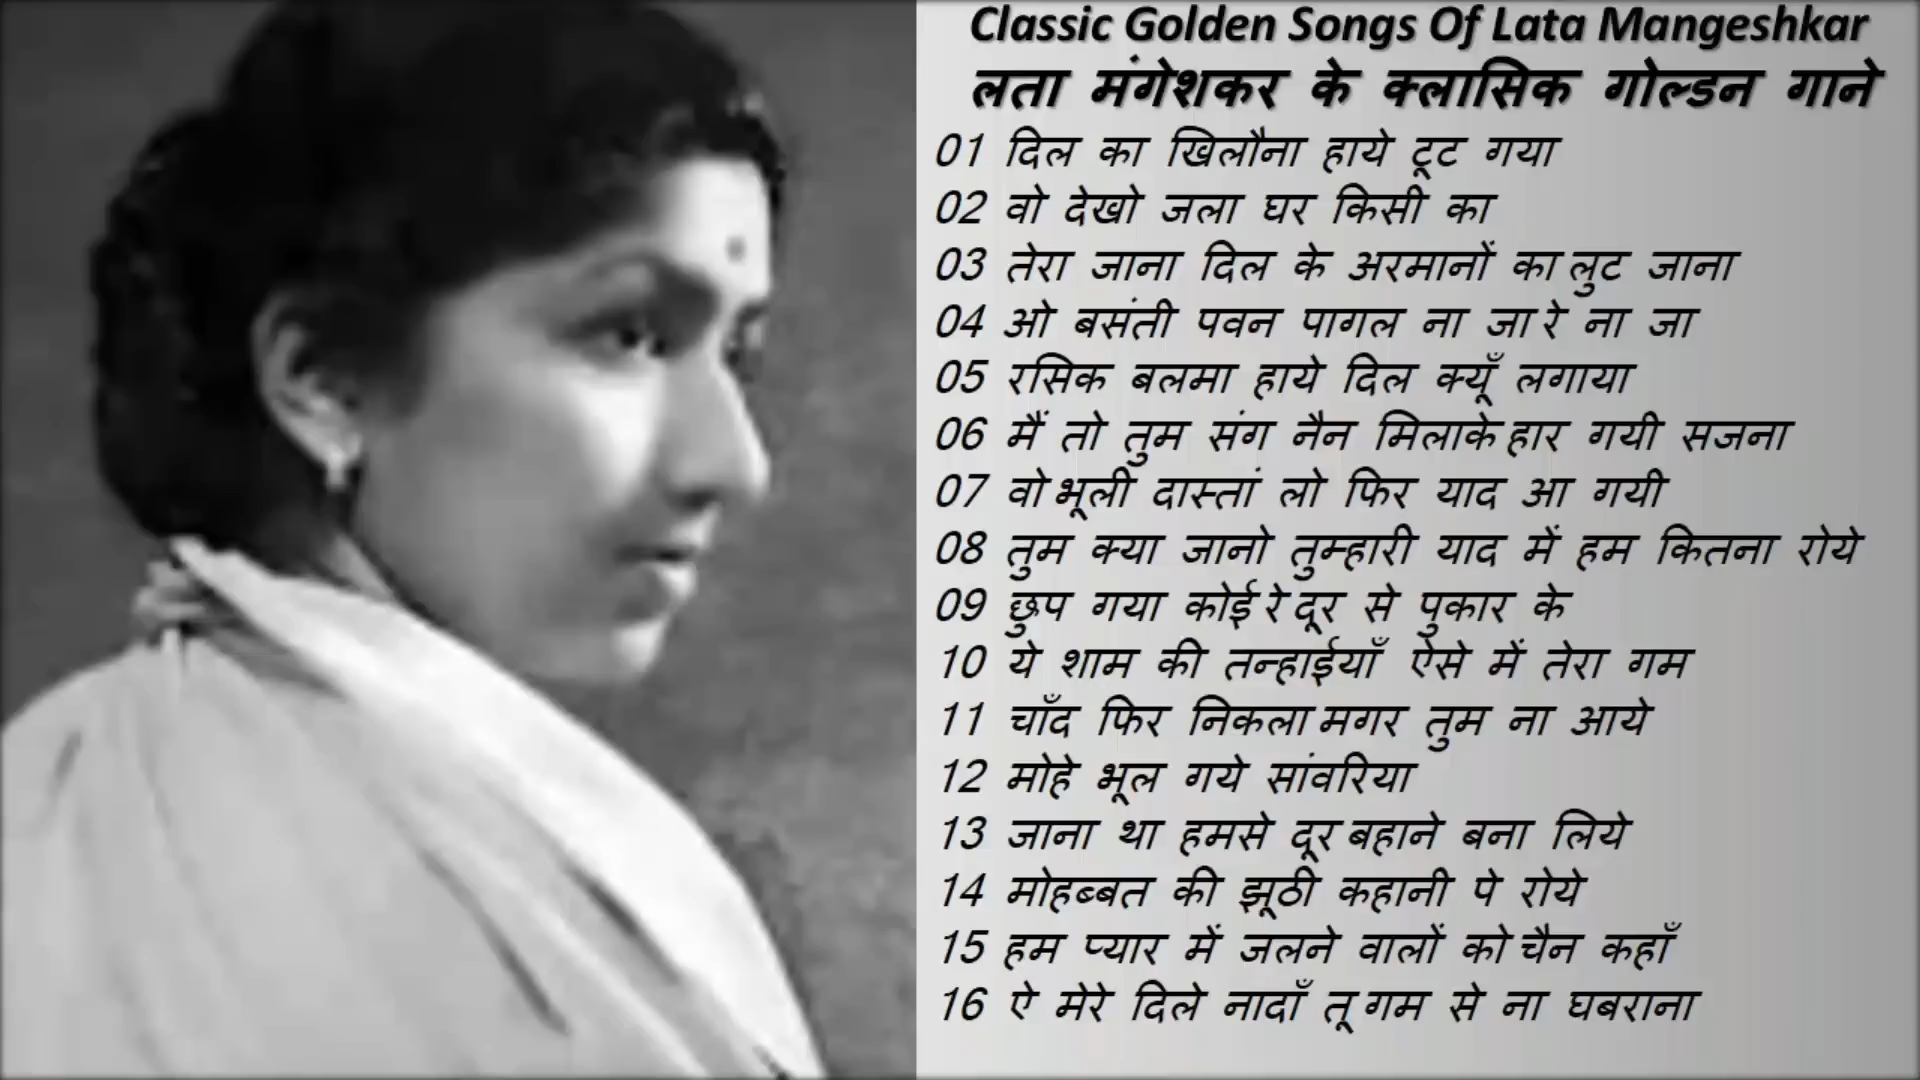 Classic Golden Songs Of Lata Mangeshkar
लता मंगेशकर के क्लासिक गोल्डन गाने
01 दिल का खिलौना हाये टूट गया
02 वो देखो जला घर किसी का
03 तेरा जाना दिल के अरमानों का लुट जाना
04 ओ बसंती पवन पागल ना जा रे ना जा
05 रसिक बलमा हाये दिल क्यूँ लगाया
06 मैं तो तुम संग नैन मिलाके हार गयी सजना
07 वो भूली दास्तां लो फिर याद आ गयी
08 तुम क्या जानो तुम्हारी याद में हम कितना रोये
09 छुप गया कोई रे दूर से पुकार के
10 ये शाम की तन्हाईयाँ ऐसे में तेरा गम
11 चाँद फिर निकला मगर तुम ना आये
12 मोहे भूल गये सांवरिया
13 जाना था हमसे दूर बहाने बना लिये
14 मोहब्बत की झूठी कहानी पे रोये
15 हम प्यार में जलने वालों को चैन कहाँ
16 ऐ मेरे दिले नादाँ तू गम से ना घबराना